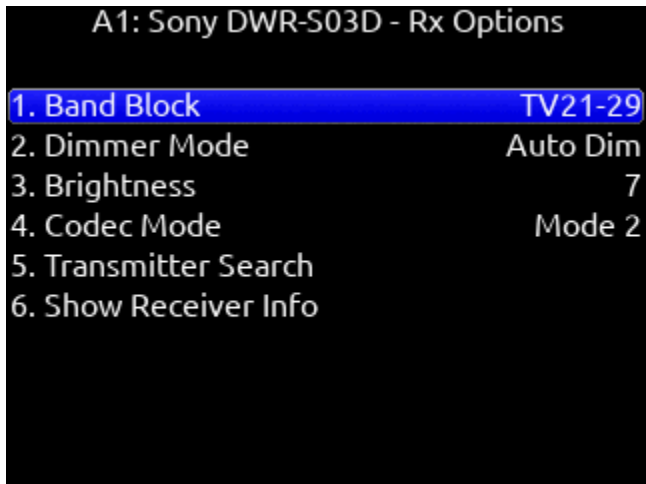 A1: Sony DWR-S03D - Rx Options
1. Band Block TV21-29
2. Dimmer Mode Auto Dim
3. Brightness 7
4. Codec Mode Mode 2
5. Transmitter Search
6. Show Receiver Info